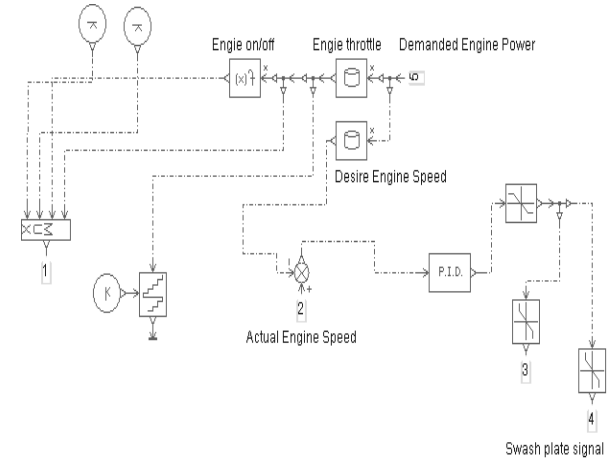 K
K
Engie on/off
Engie throttle
Demanded Engine Power
f(x)
x
x
5
x
Desire Engine Speed
MUX
1
K
-
+
2
Actual Engine Speed
P.I.D.
3
4
Swash plate signal